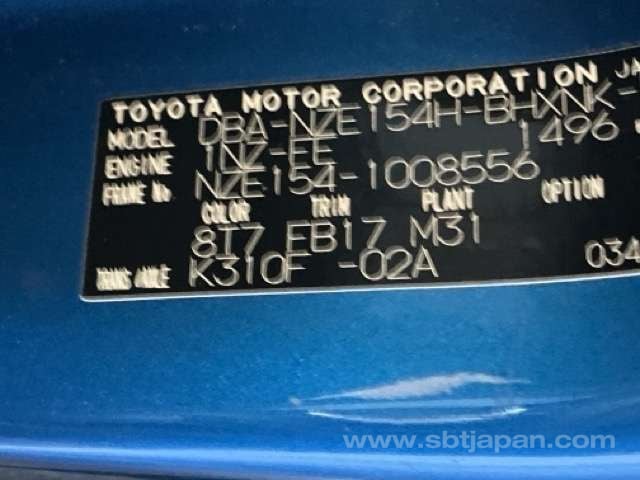 TOYOTA MOTOR CORPORATION JA
MODEL DBA-NZE154H-BHXNK-
ENGINE 1NZ-FE 1496
FRAME No NZE154-1008556
COLOR TRIM PLANT OPTION
8T7 FB17 M31
TRANS AXLE K310F -02A 034
www.sbtjapan.com